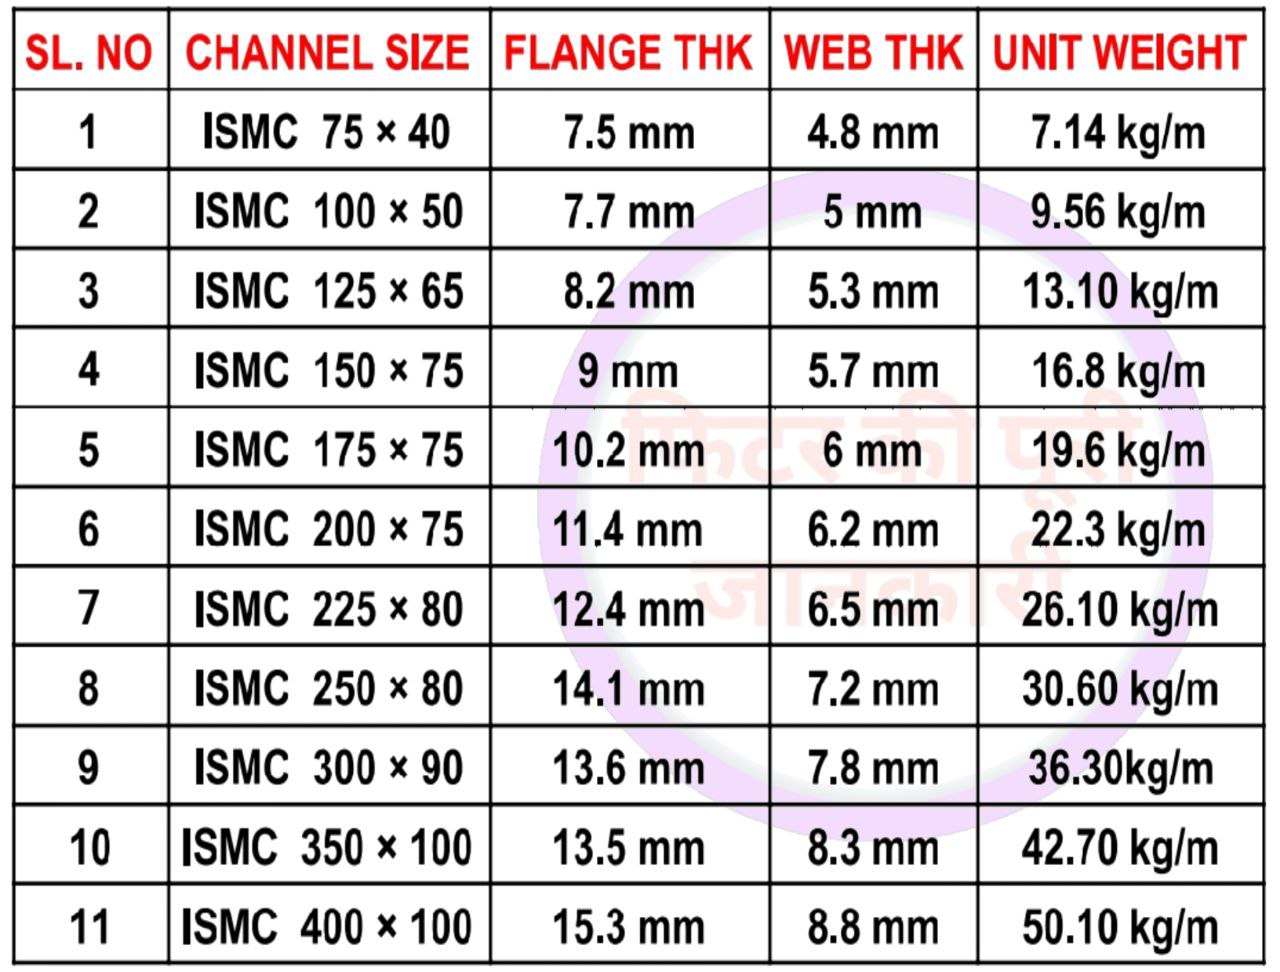 SL. NO CHANNEL SIZE FLANGE THK WEB THK UNIT WEIGHT
1 ISMC 75 × 40 7.5 mm 4.8 mm 7.14 kg/m
2 ISMC 100 × 50 7.7 mm 5 mm 9.56 kg/m
3 ISMC 125 × 65 8.2 mm 5.3 mm 13.10 kg/m
4 ISMC 150 × 75 9 mm 5.7 mm 16.8 kg/m
5 ISMC 175 × 75 10.2 mm 6 mm 19.6 kg/m
6 ISMC 200 × 75 11.4 mm 6.2 mm 22.3 kg/m
7 ISMC 225 × 80 12.4 mm 6.5 mm 26.10 kg/m
8 ISMC 250 × 80 14.1 mm 7.2 mm 30.60 kg/m
9 ISMC 300 × 90 13.6 mm 7.8 mm 36.30kg/m
10 ISMC 350 × 100 13.5 mm 8.3 mm 42.70 kg/m
11 ISMC 400 × 100 15.3 mm 8.8 mm 50.10 kg/m
फिटर की पूरी
जानकारी